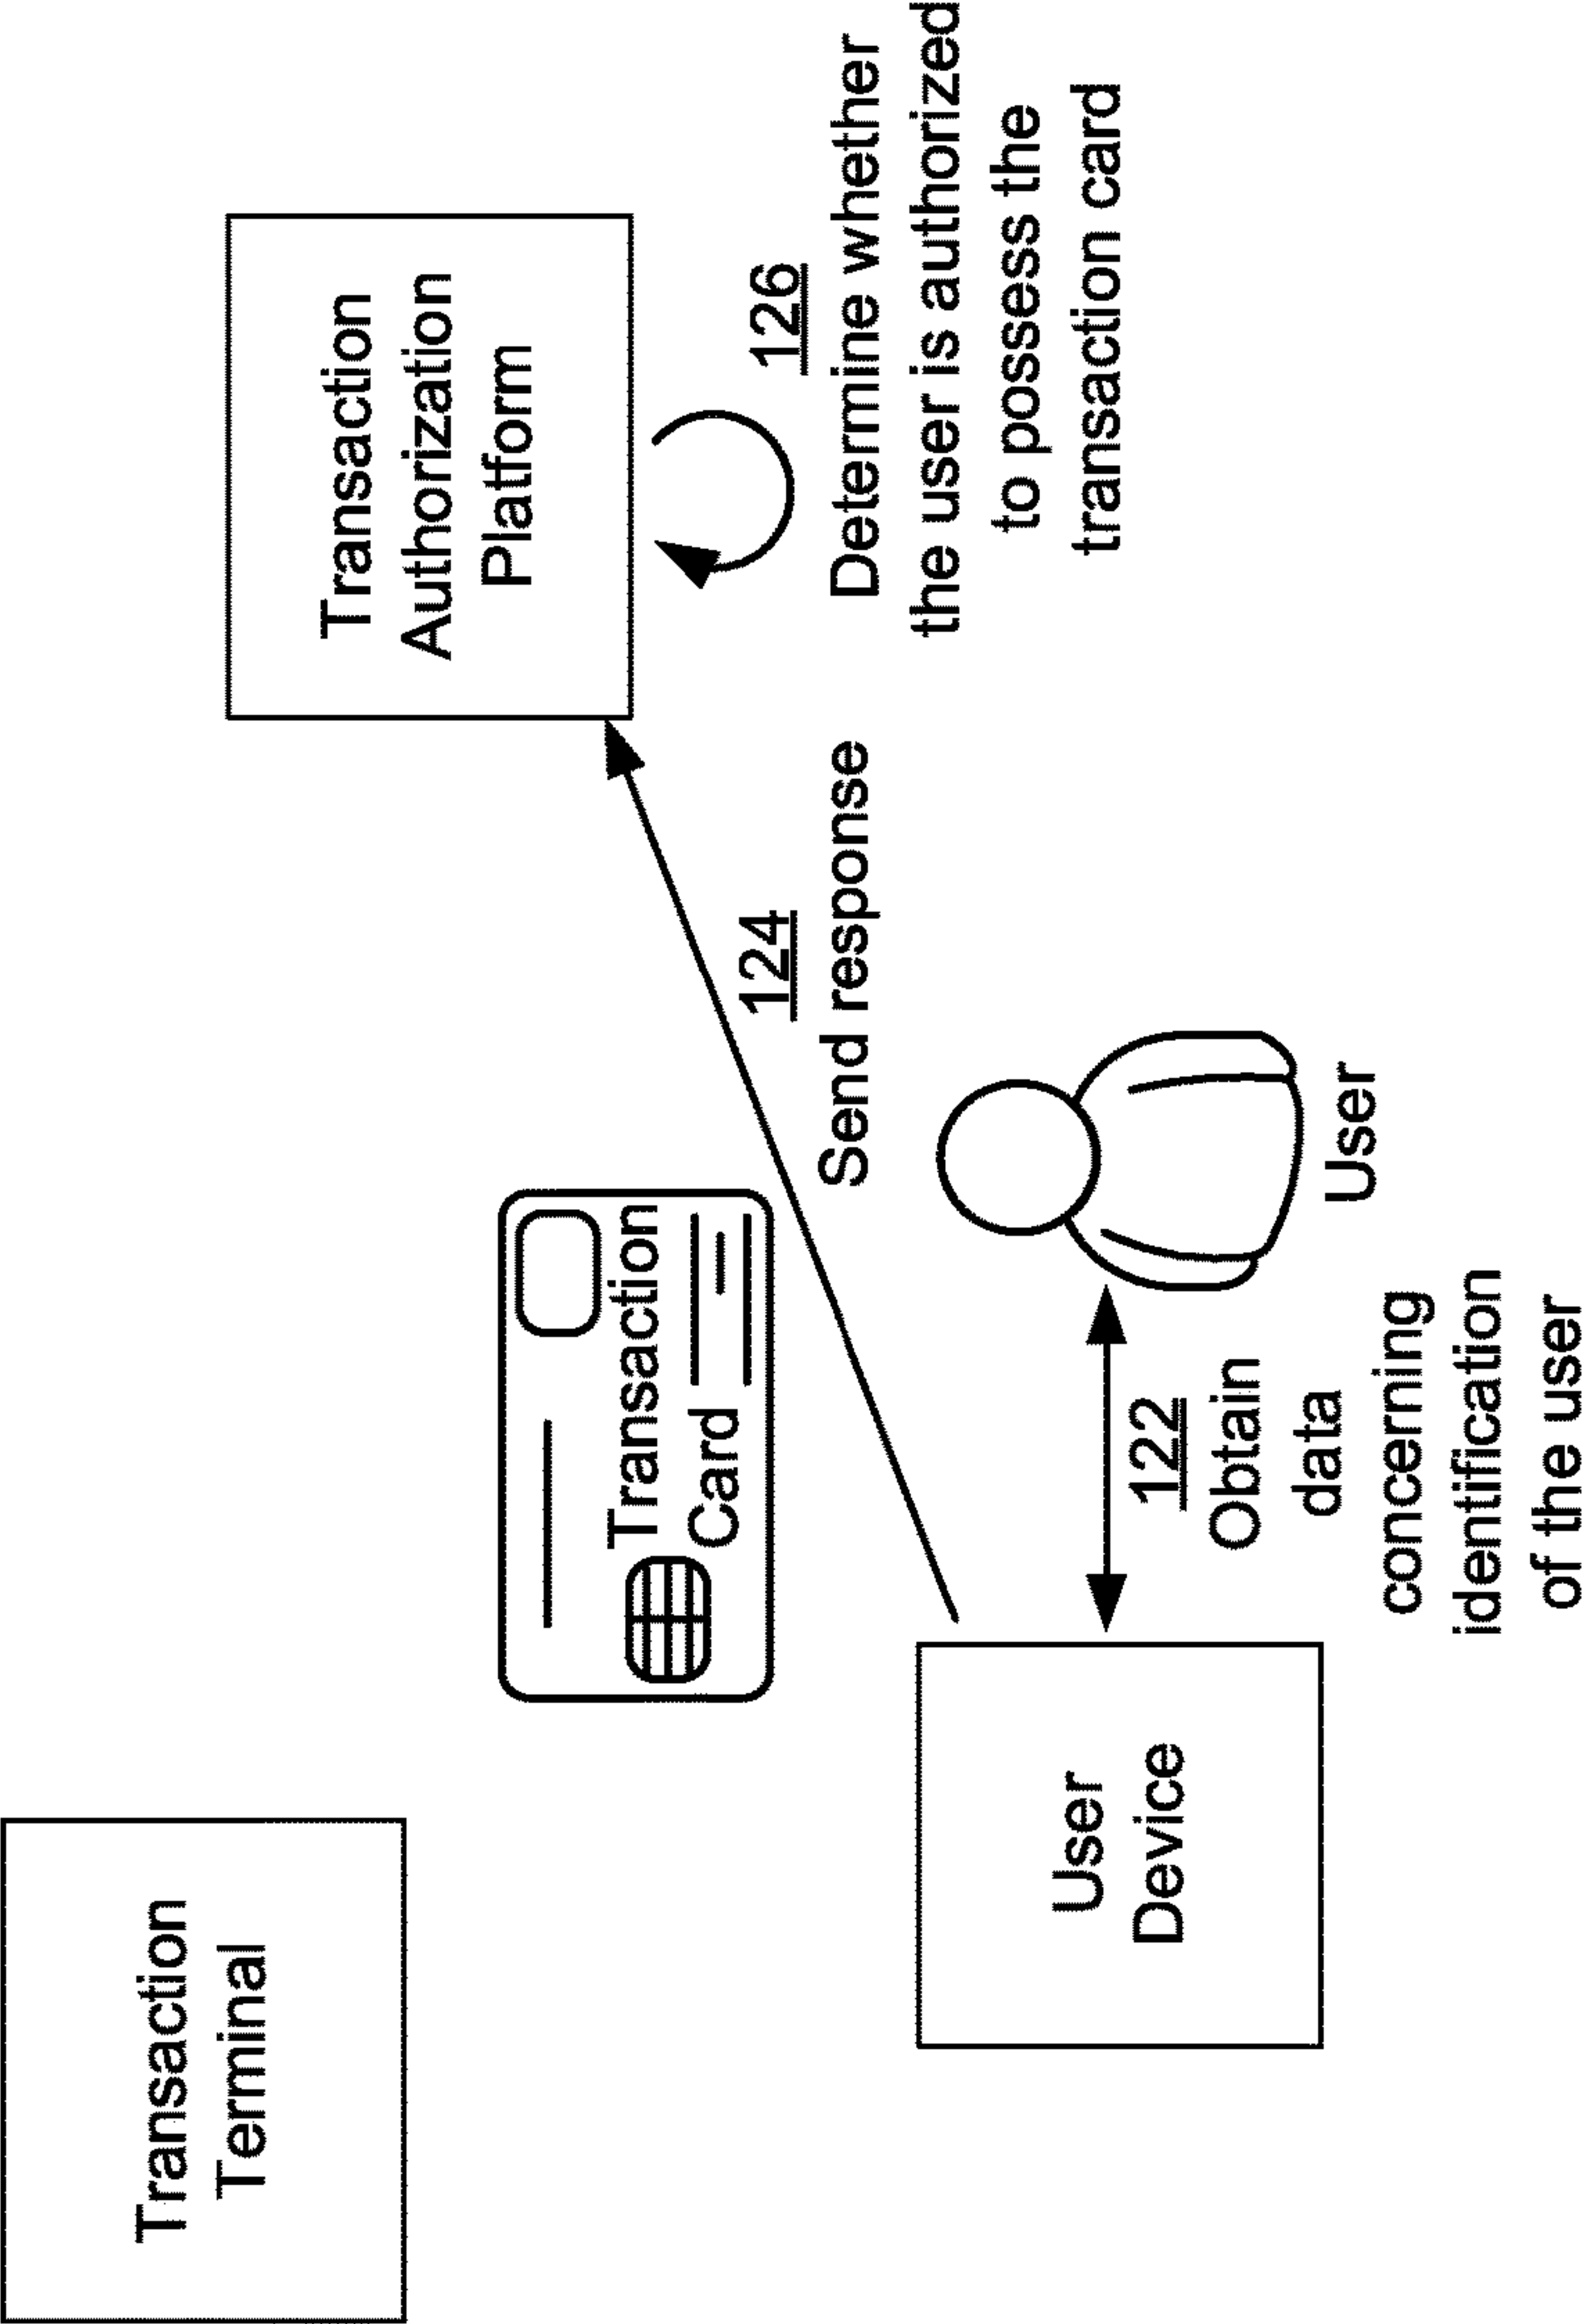 Transaction
Terminal
Transaction
Authorization
Platform
Transaction
Card
124
Send response
126
Determine whether
the user is authorized
to possess the
transaction card
User
Device
122
Obtain
data
concerning
identification
of the user
User